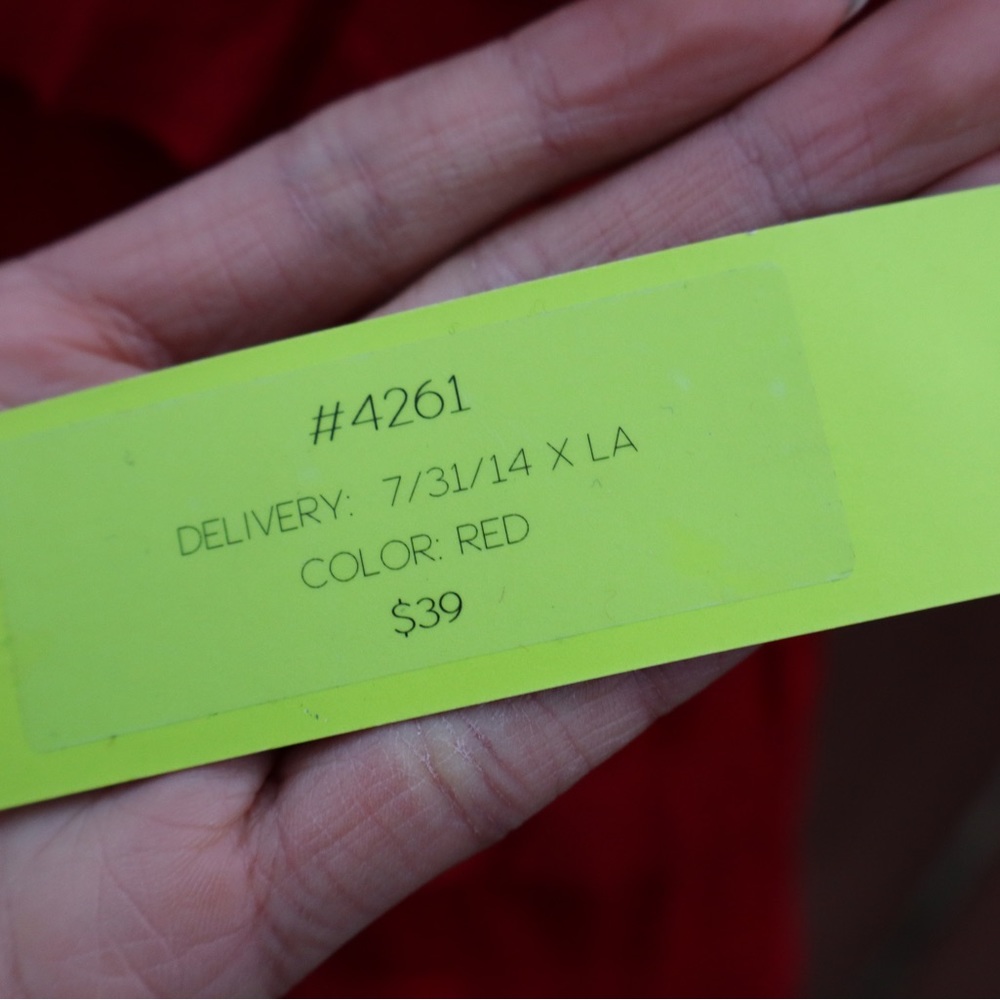 #4261
DELIVERY: 7/31/14 X LA
COLOR: RED
$39